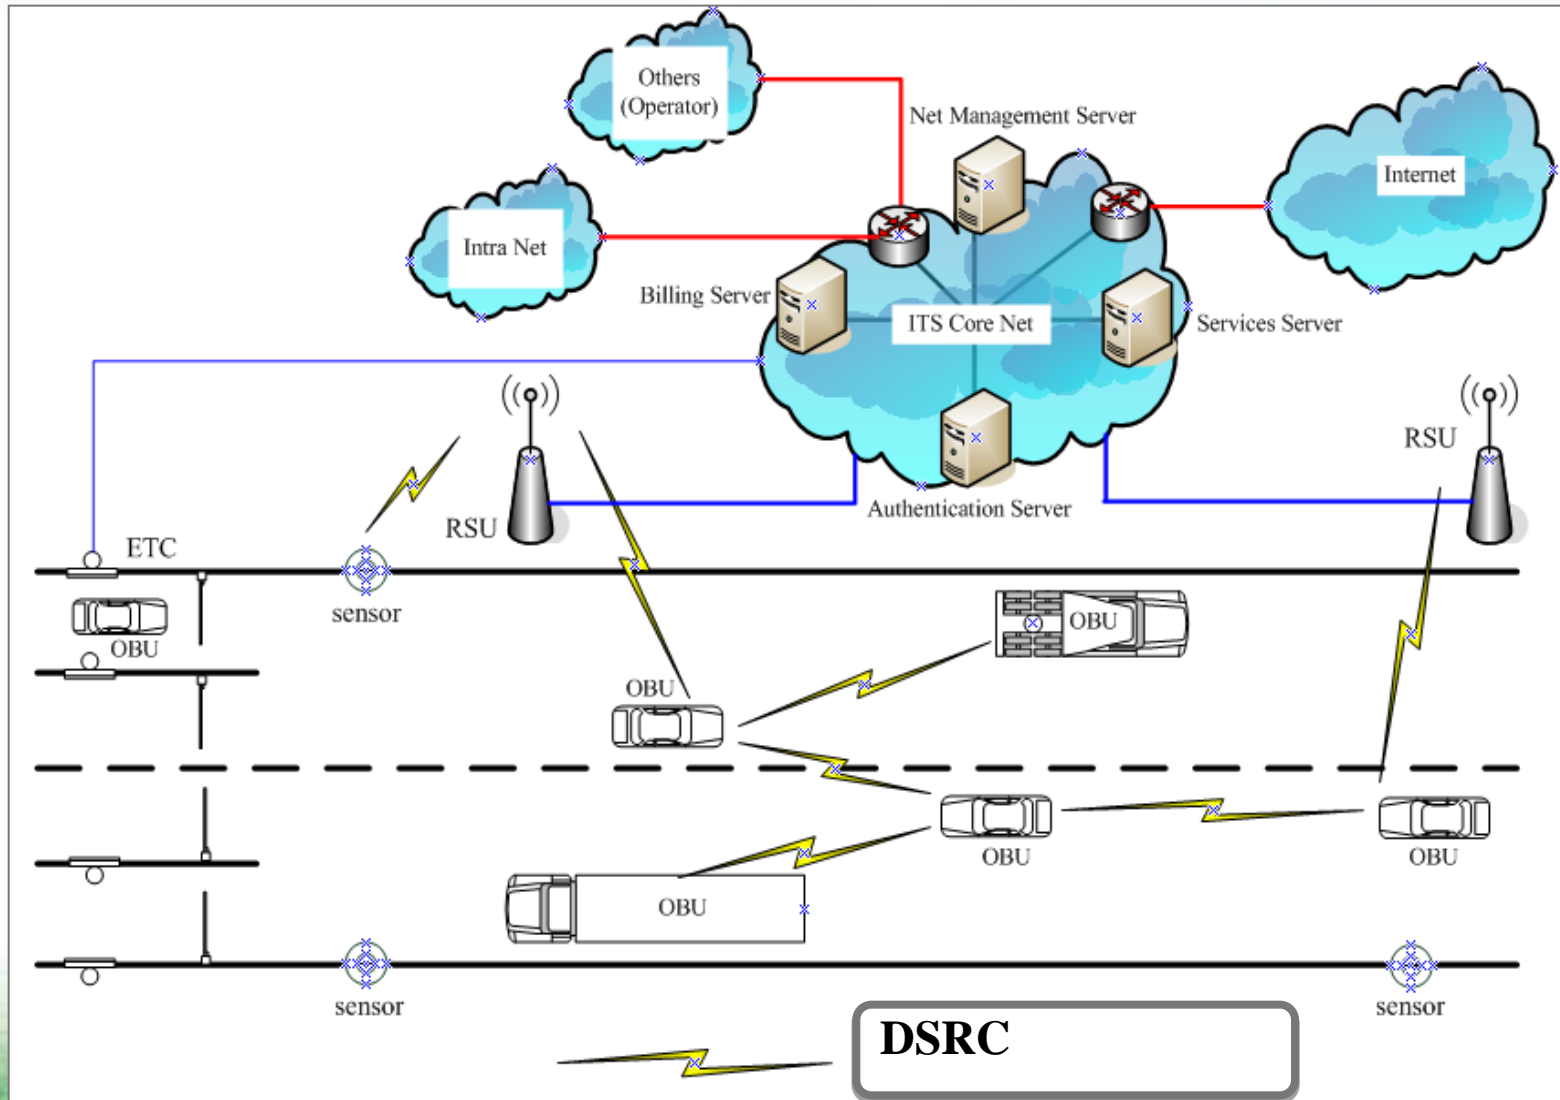 Others
(Operator)
Net Management Server
Internet
Intra Net
Billing Server
ITS Core Net
Services Server
RSU
RSU
Authentication Server
ETC
sensor
OBU
OBU
OBU
OBU
OBU
OBU
sensor
sensor
DSRC